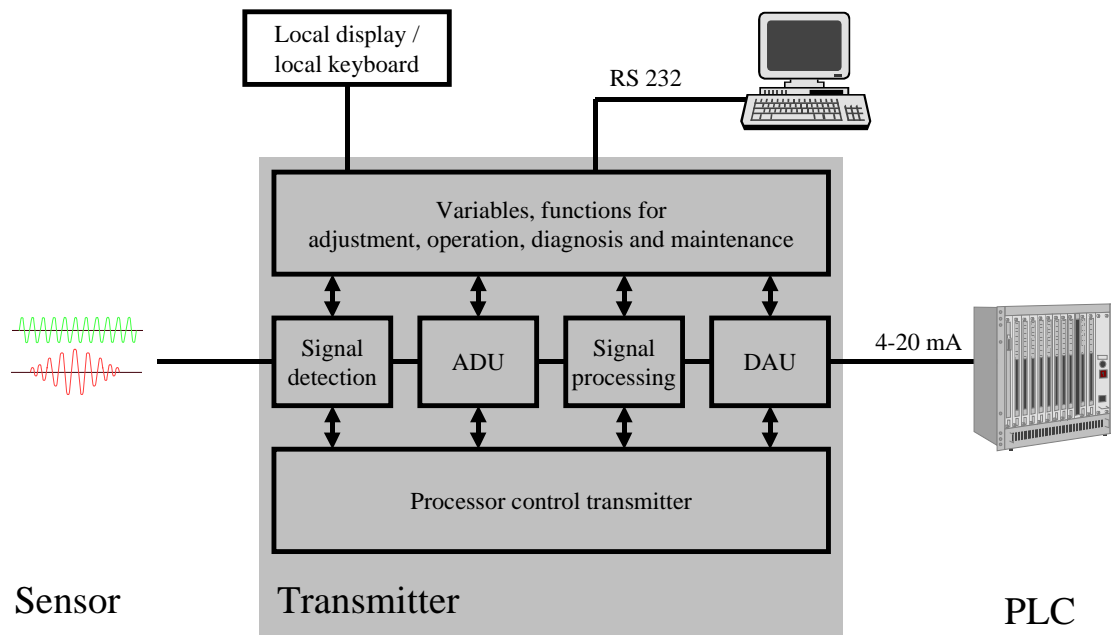 Local display /
local keyboard
RS 232
Variables, functions for
adjustment, operation, diagnosis and maintenance
Signal
detection
ADU
Signal
processing
DAU
4-20 mA
Processor control transmitter
Sensor
Transmitter
PLC